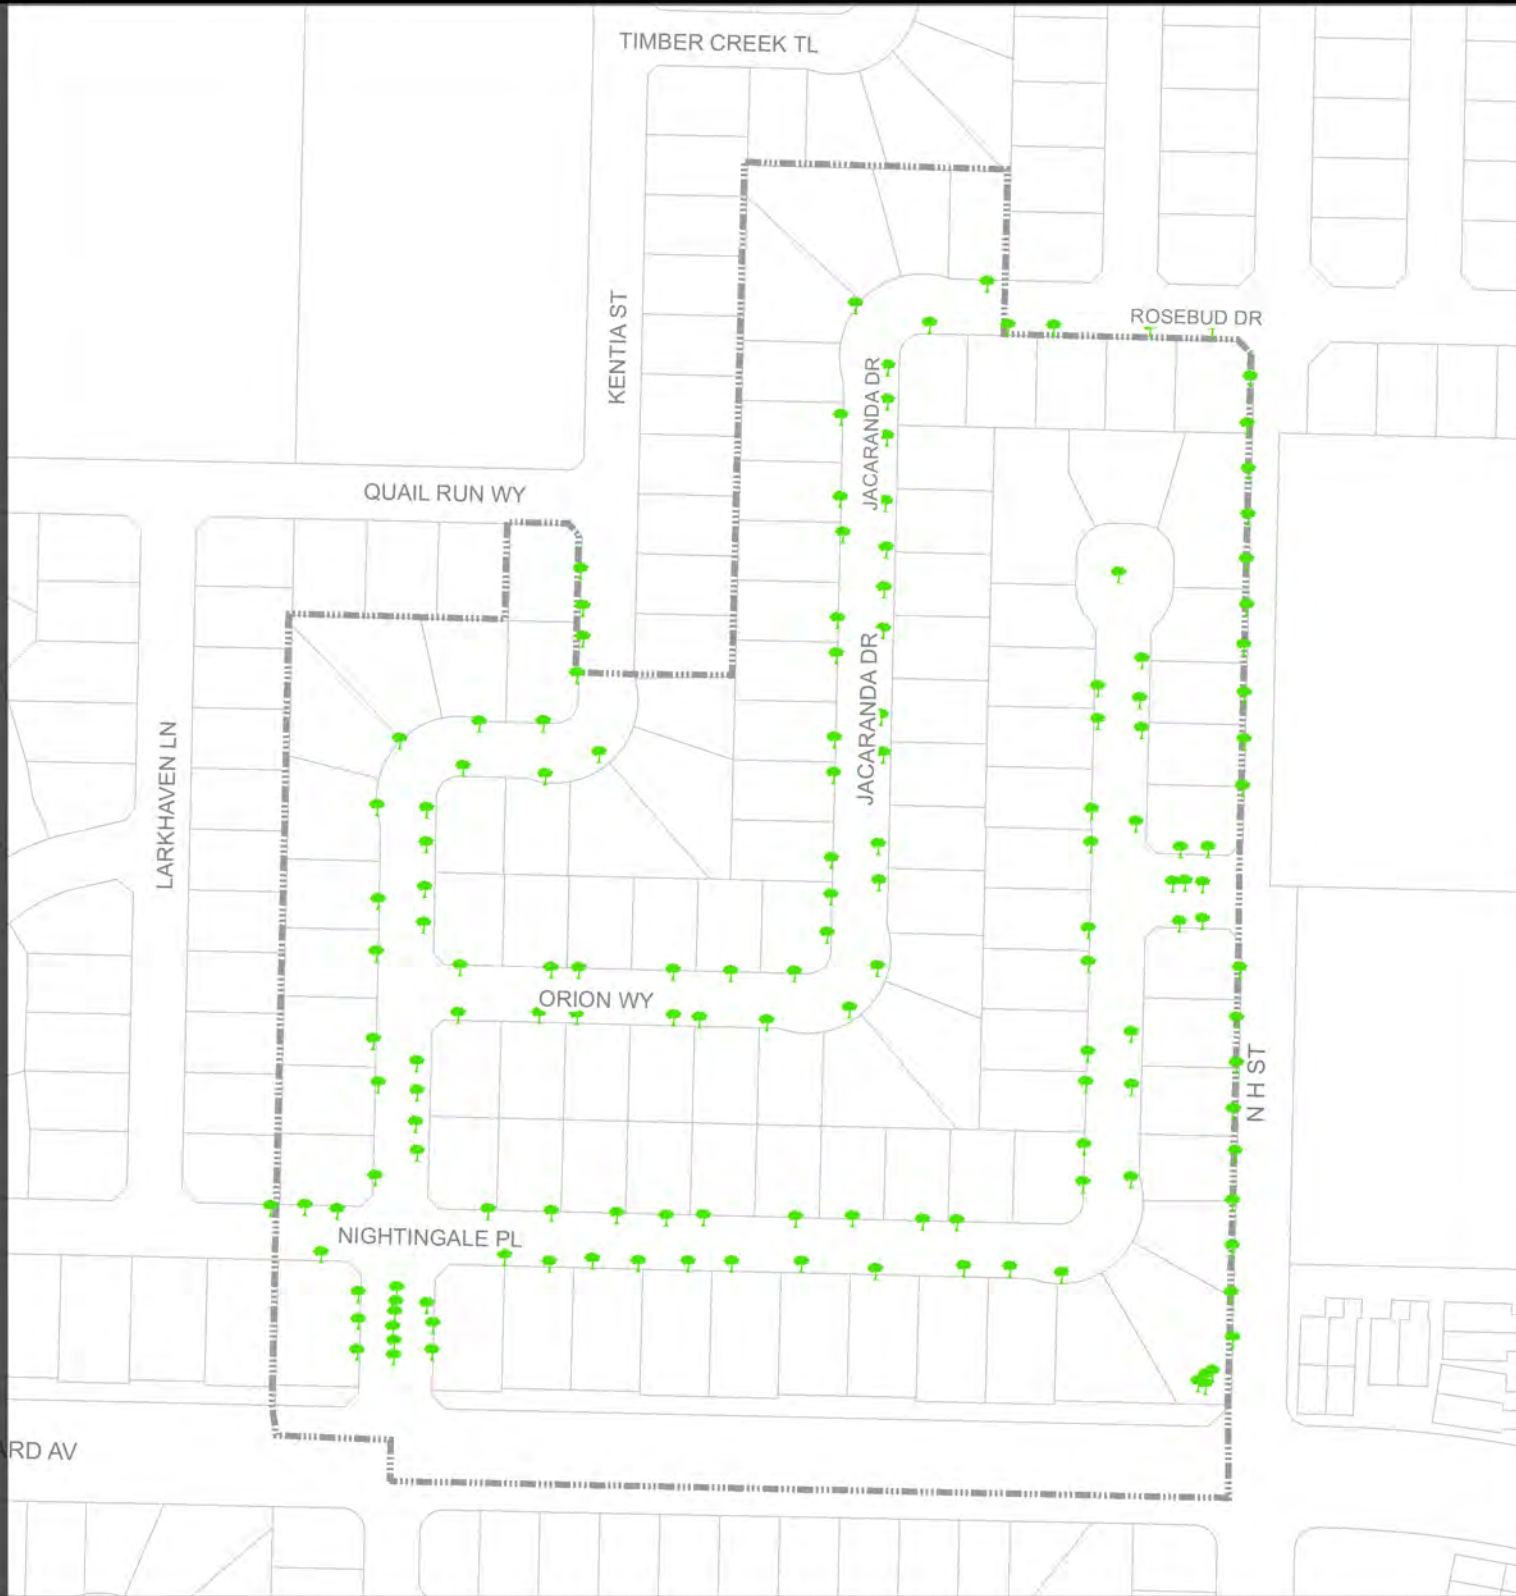 TIMBER CREEK TL
KENTIA ST
ROSEBUD DR
JACARANDA DR
QUAIL RUN WY
JACARANDA DR
LARKHAVEN LN
ORION WY
N H ST
NIGHTINGALE PL
RD AV